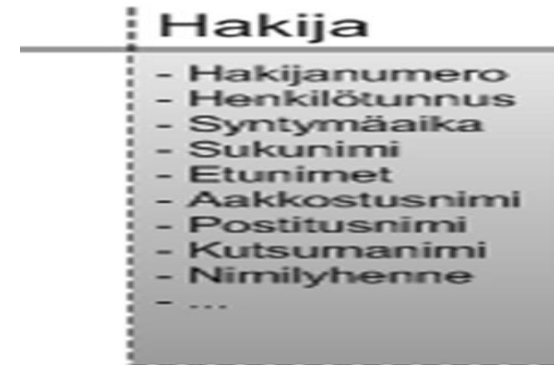 Hakija
- Hakijanumero
- Henkilötunnus
- Syntymäaika
- Sukunimi
- Etunimet
- Aakkostusnimi
- Postitusnimi
- Kutsumanimi
- Nimilyhenne
- ...